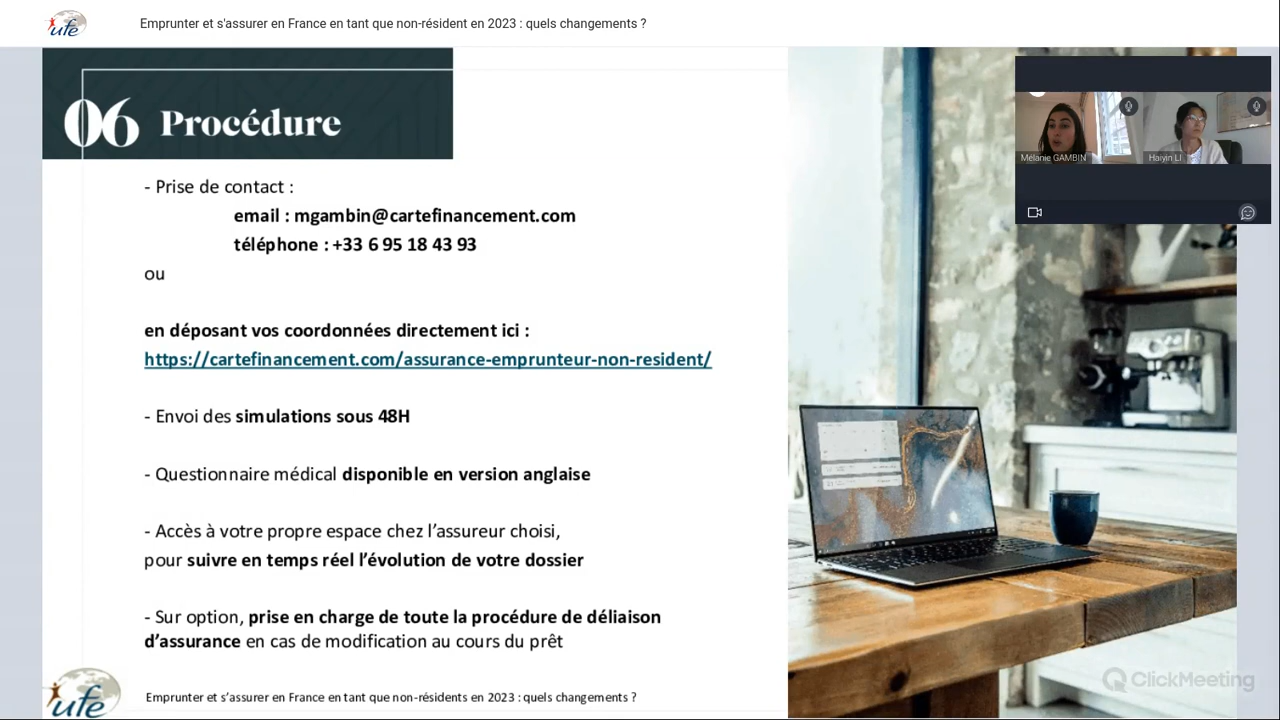 ufe
Emprunter et s'assurer en France en tant que non-résident en 2023 : quels changements ?
06 Procédure
Mélanie GAMBIN
Haiyin LI
- Prise de contact :
email : mgambin@cartefinancement.com
téléphone : +33 6 95 18 43 93
ou
en déposant vos coordonnées directement ici :
https://cartefinancement.com/assurance-emprunteur-non-resident/
- Envoi des simulations sous 48H
- Questionnaire médical disponible en version anglaise
- Accès à votre propre espace chez l’assureur choisi,
pour suivre en temps réel l’évolution de votre dossier
- Sur option, prise en charge de toute la procédure de déliaison
d’assurance en cas de modification au cours du prêt
ClickMeeting
ufe
Emprunter et s’assurer en France en tant que non-résidents en 2023 : quels changements ?